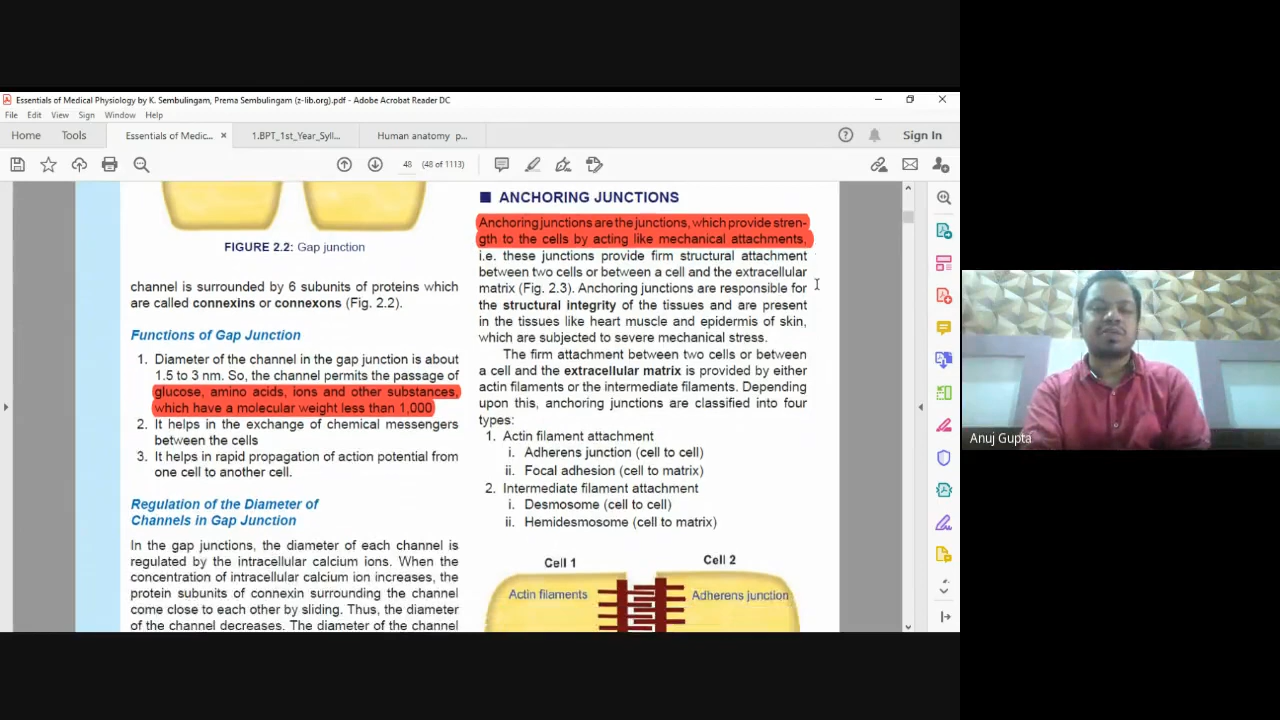 Essentials of Medical Physiology by K. Sembulingam, Prema Sembulingam (z-lib.org).pdf - Adobe Acrobat Reader DC
File Edit View Sign Window Help
Home Tools Essentials of Medic... × 1.BPT_1st_Year_Syll... Human anatomy p... Sign In
48 (48 of 1113)
FIGURE 2.2: Gap junction
channel is surrounded by 6 subunits of proteins which
are called connexins or connexons (Fig. 2.2).
Functions of Gap Junction
1. Diameter of the channel in the gap junction is about
1.5 to 3 nm. So, the channel permits the passage of
glucose, amino acids, ions and other substances,
which have a molecular weight less than 1,000
2. It helps in the exchange of chemical messengers
between the cells
3. It helps in rapid propagation of action potential from
one cell to another cell.
Regulation of the Diameter of
Channels in Gap Junction
In the gap junctions, the diameter of each channel is
regulated by the intracellular calcium ions. When the
concentration of intracellular calcium ion increases, the
protein subunits of connexin surrounding the channel
come close to each other by sliding. Thus, the diameter
of the channel decreases. The diameter of the channel
■ ANCHORING JUNCTIONS
Anchoring junctions are the junctions, which provide stren-
gth to the cells by acting like mechanical attachments,
i.e. these junctions provide firm structural attachment
between two cells or between a cell and the extracellular
matrix (Fig. 2.3). Anchoring junctions are responsible for
the structural integrity of the tissues and are present
in the tissues like heart muscle and epidermis of skin,
which are subjected to severe mechanical stress.
The firm attachment between two cells or between
a cell and the extracellular matrix is provided by either
actin filaments or the intermediate filaments. Depending
upon this, anchoring junctions are classified into four
types:
1. Actin filament attachment
i. Adherens junction (cell to cell)
ii. Focal adhesion (cell to matrix)
2. Intermediate filament attachment
i. Desmosome (cell to cell)
ii. Hemidesmosome (cell to matrix)
Cell 1 Cell 2
Actin filaments Adherens junction
Anuj Gupta